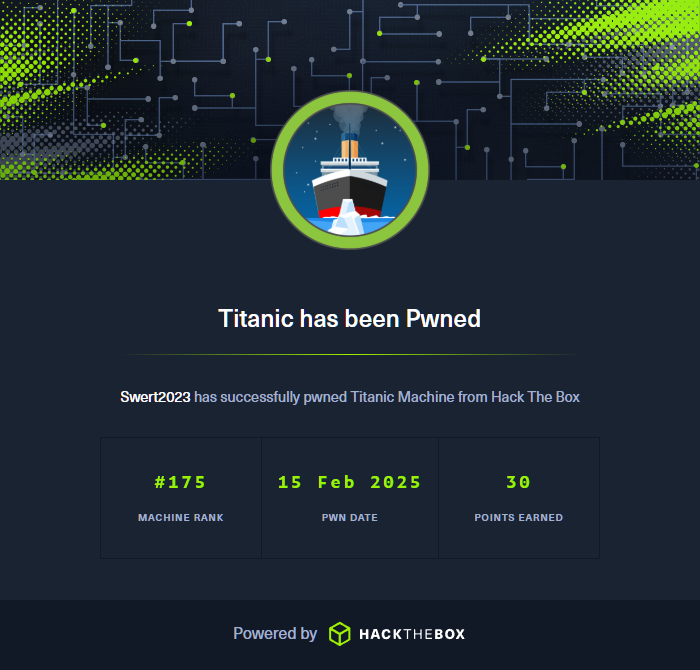 Titanic has been Pwned
Swert2023 has successfully pwned Titanic Machine from Hack The Box
#175
15 Feb 2025
30
MACHINE RANK
PWN DATE
POINTS EARNED
Powered by HACKTHEBOX